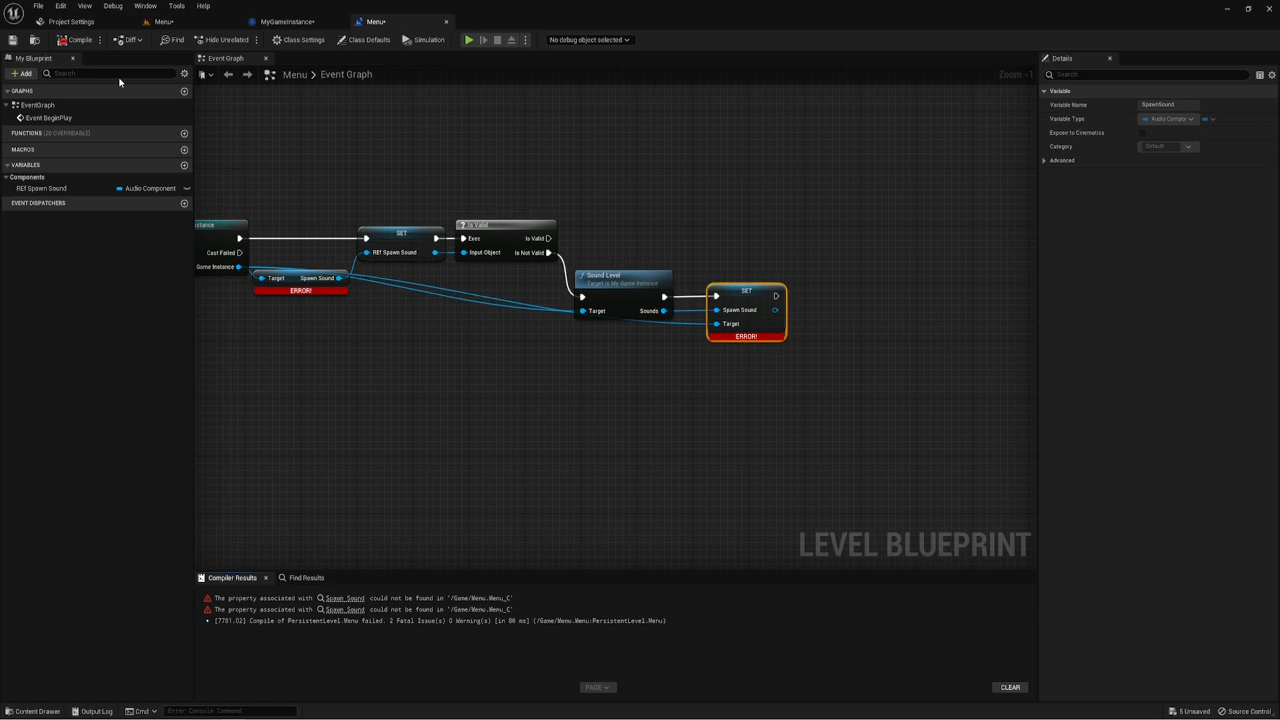 File Edit View Debug Window Tools Help
Project Settings Menu• MyGameInstance• Menu•
Compile Diff Find Hide Unrelated Class Settings Class Defaults Simulation No debug object selected
My Blueprint Event Graph Details
Add Search Menu > Event Graph Zoom -1 Search
GRAPHS
EventGraph
Event BeginPlay
FUNCTIONS (20 OVERRIDABLE)
MACROS
VARIABLES
Components
REf Spawn Sound Audio Component
EVENT DISPATCHERS
Variable
Variable Name SpawnSound
Variable Type Audio Compor
Expose to Cinematics
Category Default
Advanced
stance
Cast Failed
Game Instance
Target Spawn Sound
ERROR!
SET
REf Spawn Sound
? Is Valid
Exec Is Valid
Input Object Is Not Valid
Sound Level
Target is My Game Instance
Target Sounds
SET
Spawn Sound
Target
ERROR!
LEVEL BLUEPRINT
Compiler Results Find Results
The property associated with Spawn Sound could not be found in '/Game/Menu.Menu_C'
The property associated with Spawn Sound could not be found in '/Game/Menu.Menu_C'
• [7781.02] Compile of PersistentLevel.Menu failed. 2 Fatal Issue(s) 0 Warning(s) [in 86 ms] (/Game/Menu.Menu:PersistentLevel.Menu)
PAGE CLEAR
Content Drawer Output Log Cmd Enter Console Command 5 Unsaved Source Control